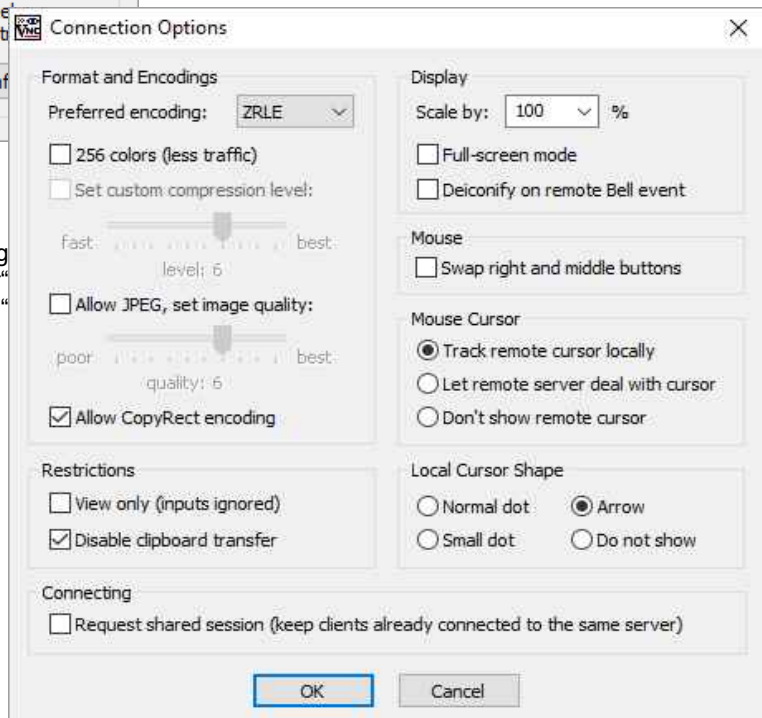 Connection Options
Format and Encodings
Preferred encoding: ZRLE
256 colors (less traffic)
Set custom compression level:
fast best
level: 6
Allow JPEG, set image quality:
poor best
quality: 6
Allow CopyRect encoding
Restrictions
View only (inputs ignored)
Disable clipboard transfer
Display
Scale by: 100 %
Full-screen mode
Deiconify on remote Bell event
Mouse
Swap right and middle buttons
Mouse Cursor
Track remote cursor locally
Let remote server deal with cursor
Don't show remote cursor
Local Cursor Shape
Normal dot Arrow
Small dot Do not show
Connecting
Request shared session (keep clients already connected to the same server)
OK Cancel